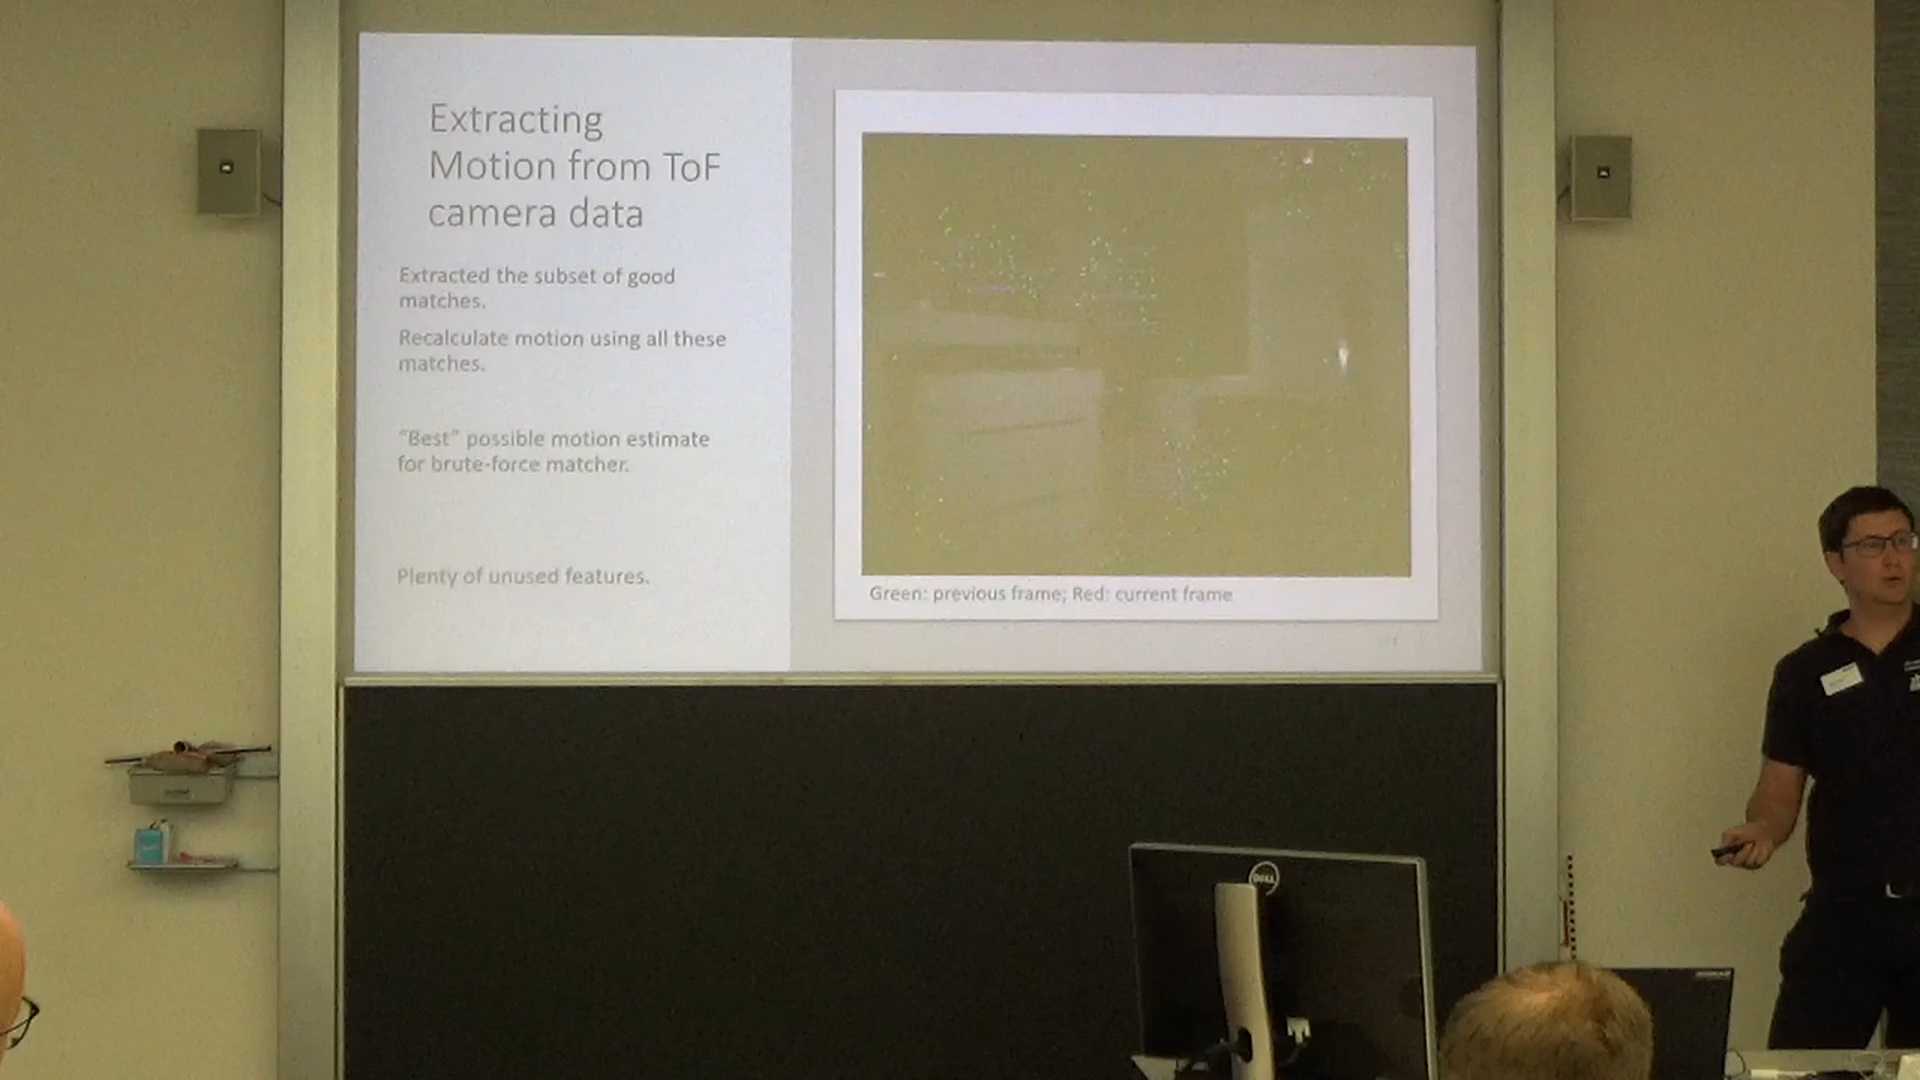 Extracting
Motion from ToF
camera data
Extracted the subset of good
matches.
Recalculate motion using all these
matches.
“Best” possible motion estimate
for brute-force matcher.
Plenty of unused features.
Green: previous frame; Red: current frame
DELL